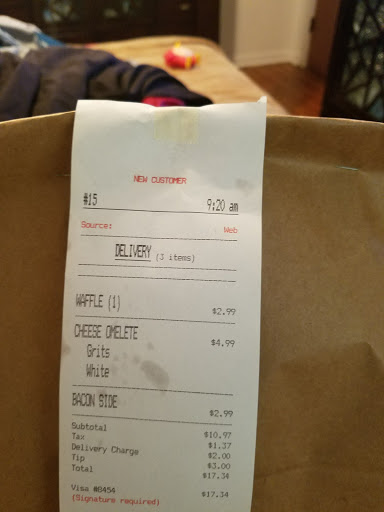 NEW CUSTOMER
#15 9:20 am
Source: Web
DELIVERY (3 items)
WAFFLE (1) $2.99
CHEESE OMELETE $4.99
Grits
White
BACON SIDE $2.99
Subtotal $10.97
Tax $1.37
Delivery Charge $2.00
Tip $3.00
Total $17.34
Visa #8454 $17.34
(Signature required)